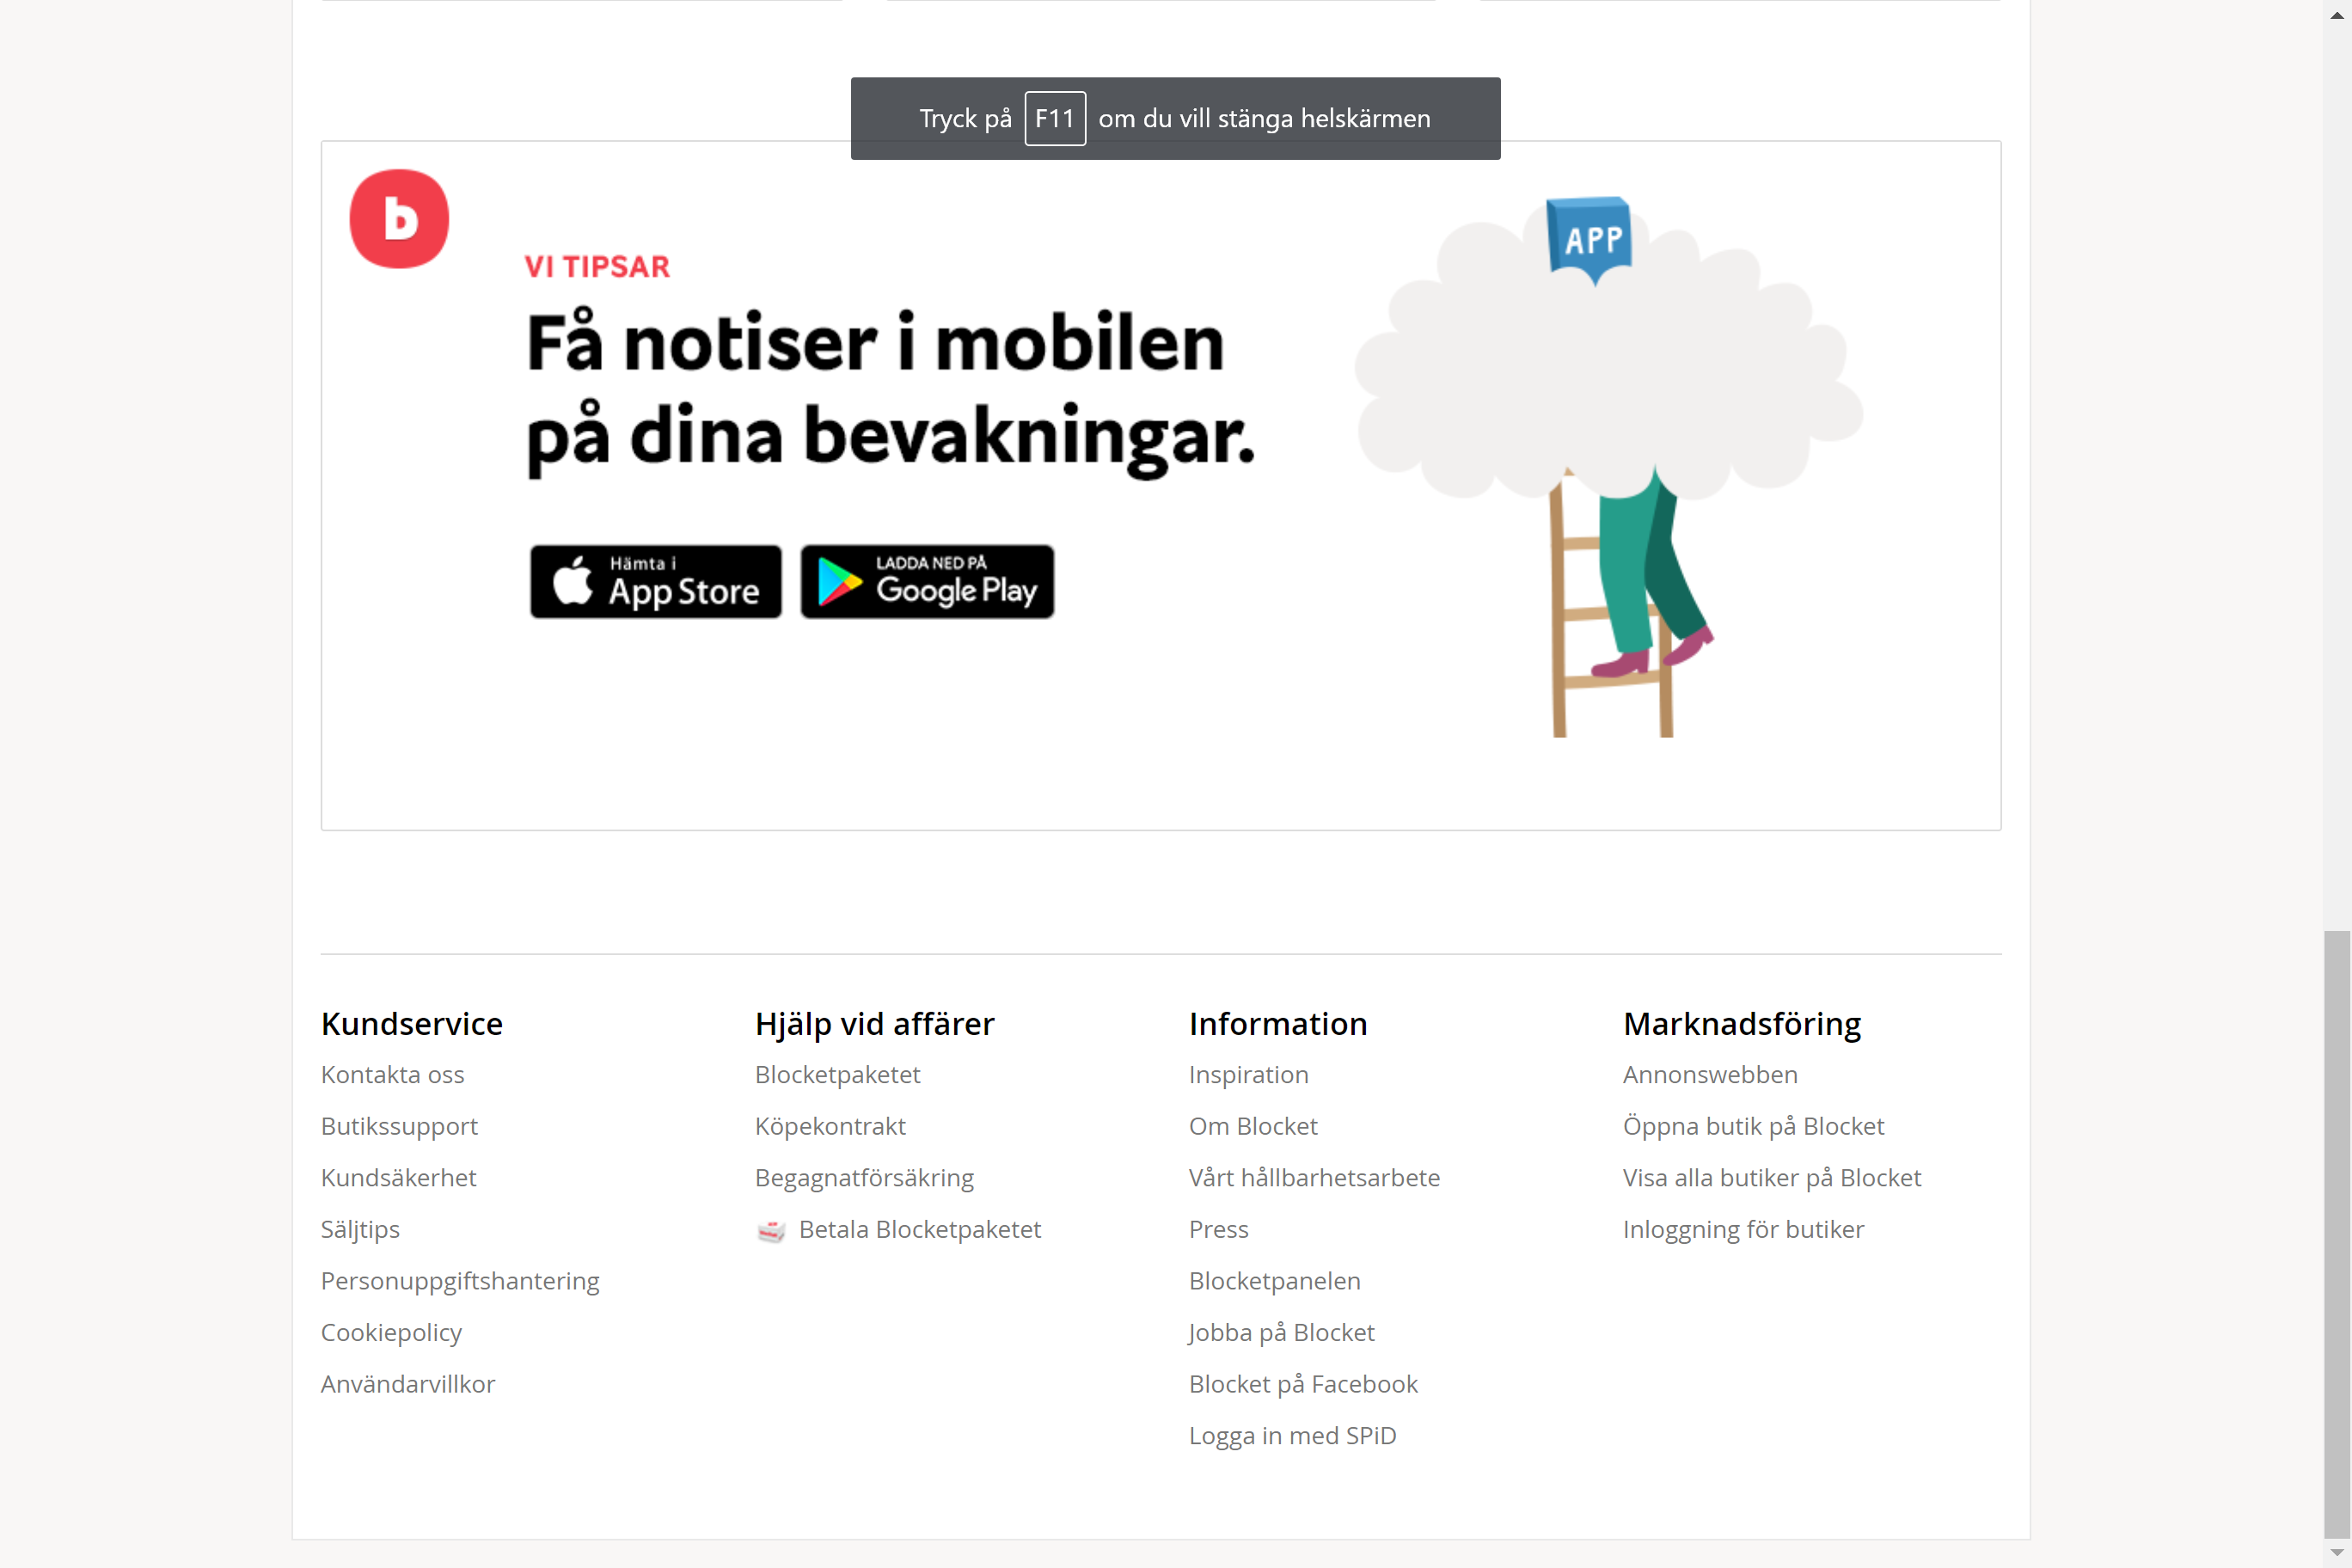 Tryck på F11 om du vill stänga helskärmen
b
APP
VI TIPSAR
Få notiser i mobilen
på dina bevakningar.
Hämta i
App Store
LADDA NED PÅ
Google Play
Kundservice
Kontakta oss
Butikssupport
Kundsäkerhet
Säljtips
Personuppgiftshantering
Cookiepolicy
Användarvillkor
Hjälp vid affärer
Blocketpaketet
Köpekontrakt
Begagnatförsäkring
Betala Blocketpaketet
Information
Inspiration
Om Blocket
Vårt hållbarhetsarbete
Press
Blocketpanelen
Jobba på Blocket
Blocket på Facebook
Logga in med SPiD
Marknadsföring
Annonswebben
Öppna butik på Blocket
Visa alla butiker på Blocket
Inloggning för butiker